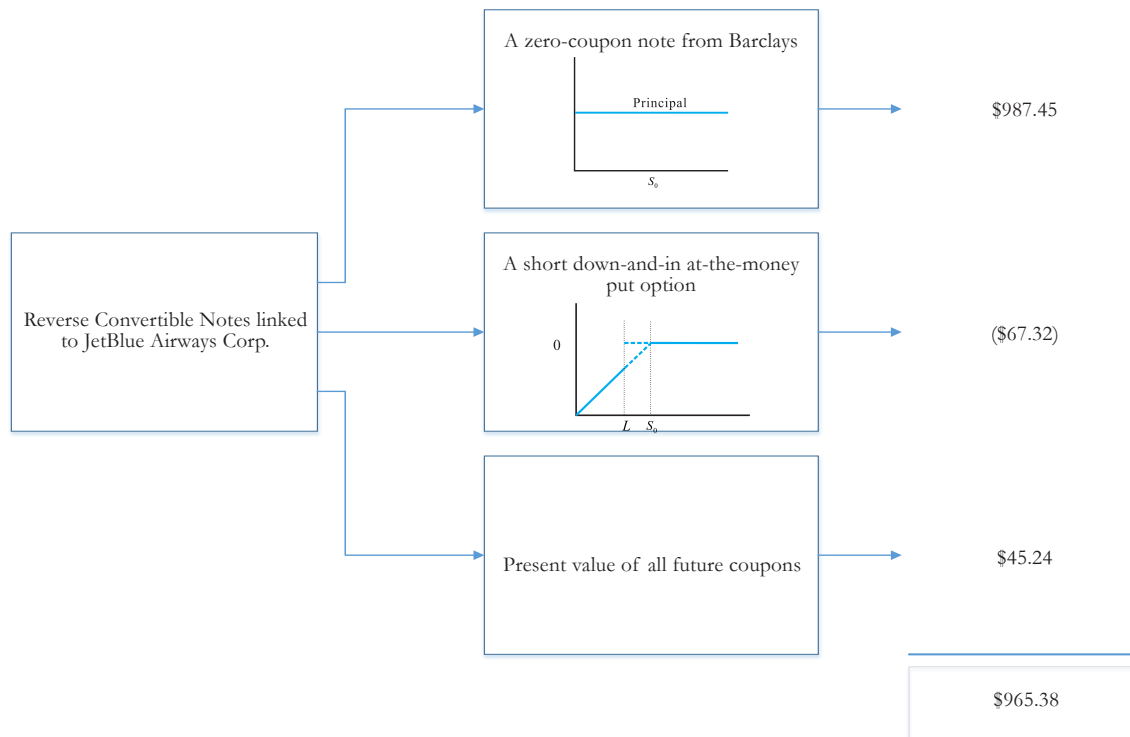 A zero-coupon note from Barclays
Principal
S₀
$987.45
Reverse Convertible Notes linked
to JetBlue Airways Corp.
A short down-and-in at-the-money
put option
0
L S₀
($67.32)
Present value of all future coupons
$45.24
$965.38